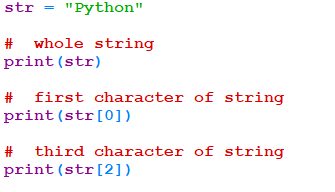 str = "Python"
#  whole string
print(str)
#  first character of string
print(str[0])
#  third character of string
print(str[2])